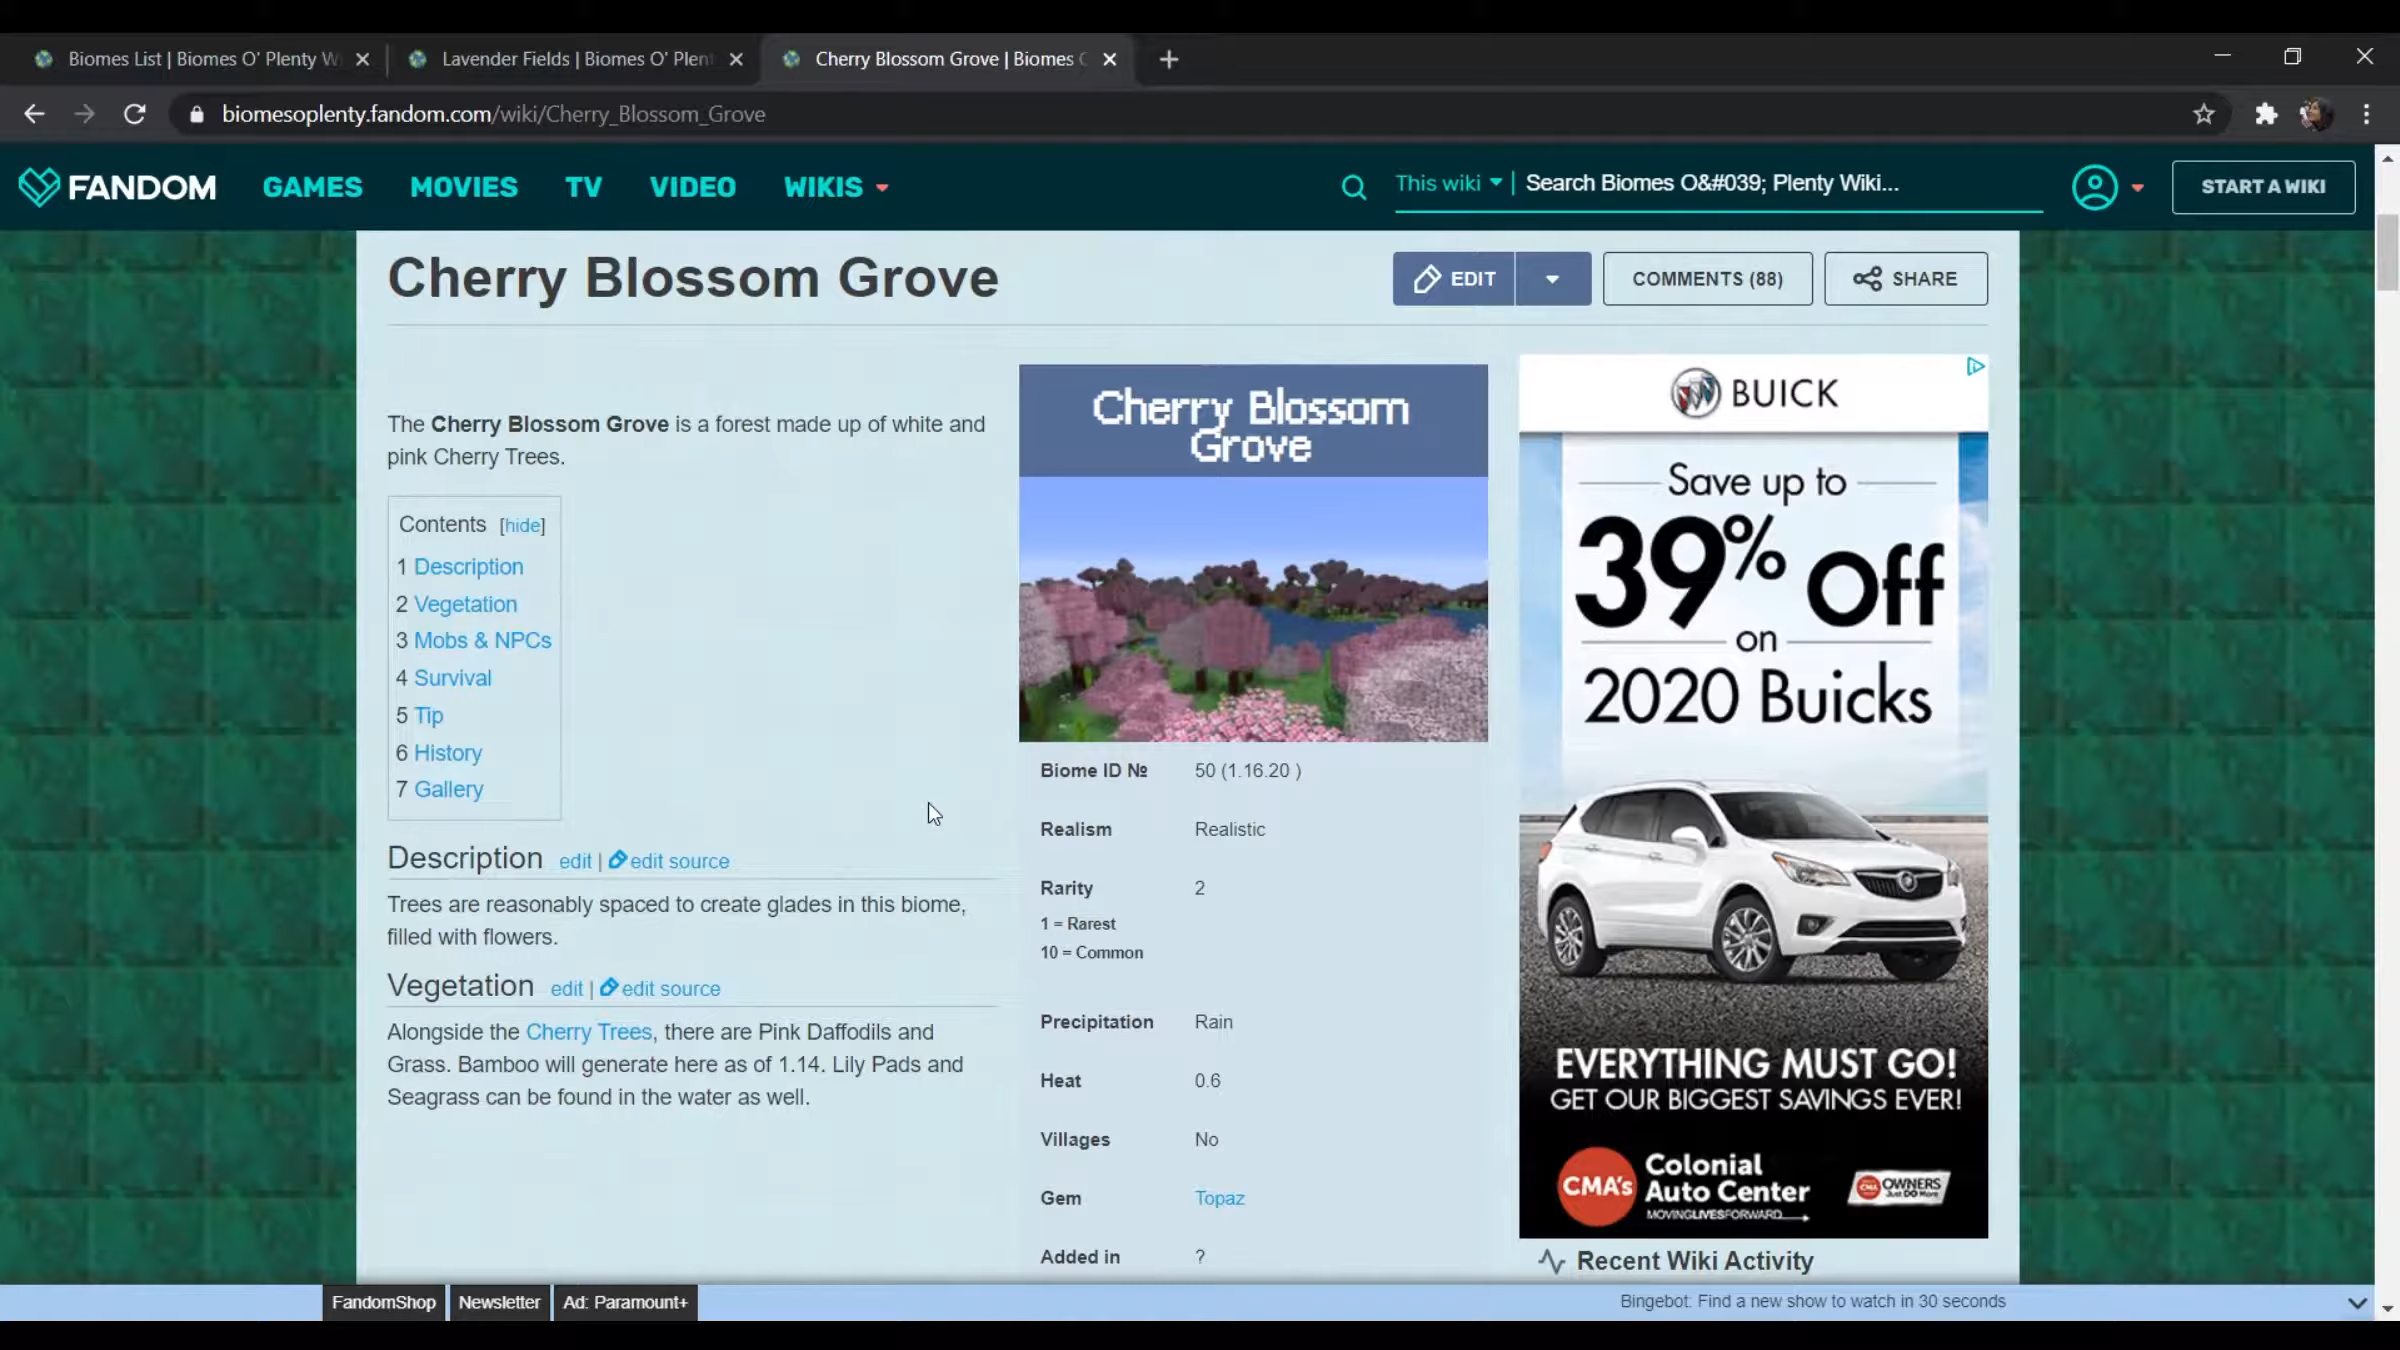 Biomes List | Biomes O' Plenty W
Lavender Fields | Biomes O' Plent
Cherry Blossom Grove | Biomes O
biomesoplenty.fandom.com/wiki/Cherry_Blossom_Grove
FANDOM
GAMES
MOVIES
TV
VIDEO
WIKIS
This wiki
Search Biomes O&#039; Plenty Wiki...
START A WIKI
Cherry Blossom Grove
EDIT
COMMENTS (88)
SHARE
The Cherry Blossom Grove is a forest made up of white and
pink Cherry Trees.
Contents [hide]
1 Description
2 Vegetation
3 Mobs & NPCs
4 Survival
5 Tip
6 History
7 Gallery
Description edit | edit source
Trees are reasonably spaced to create glades in this biome,
filled with flowers.
Vegetation edit | edit source
Alongside the Cherry Trees, there are Pink Daffodils and
Grass. Bamboo will generate here as of 1.14. Lily Pads and
Seagrass can be found in the water as well.
Cherry Blossom
Grove
Biome ID № 50 (1.16.20 )
Realism Realistic
Rarity 2
1 = Rarest
10 = Common
Precipitation Rain
Heat 0.6
Villages No
Gem Topaz
Added in ?
BUICK
Save up to
39% off
on
2020 Buicks
EVERYTHING MUST GO!
GET OUR BIGGEST SAVINGS EVER!
CMA's
Colonial
Auto Center
MOVINGLIVESFORWARD
CMA's
OWNERS
Just DO More
Recent Wiki Activity
FandomShop
Newsletter
Ad: Paramount+
Bingebot: Find a new show to watch in 30 seconds